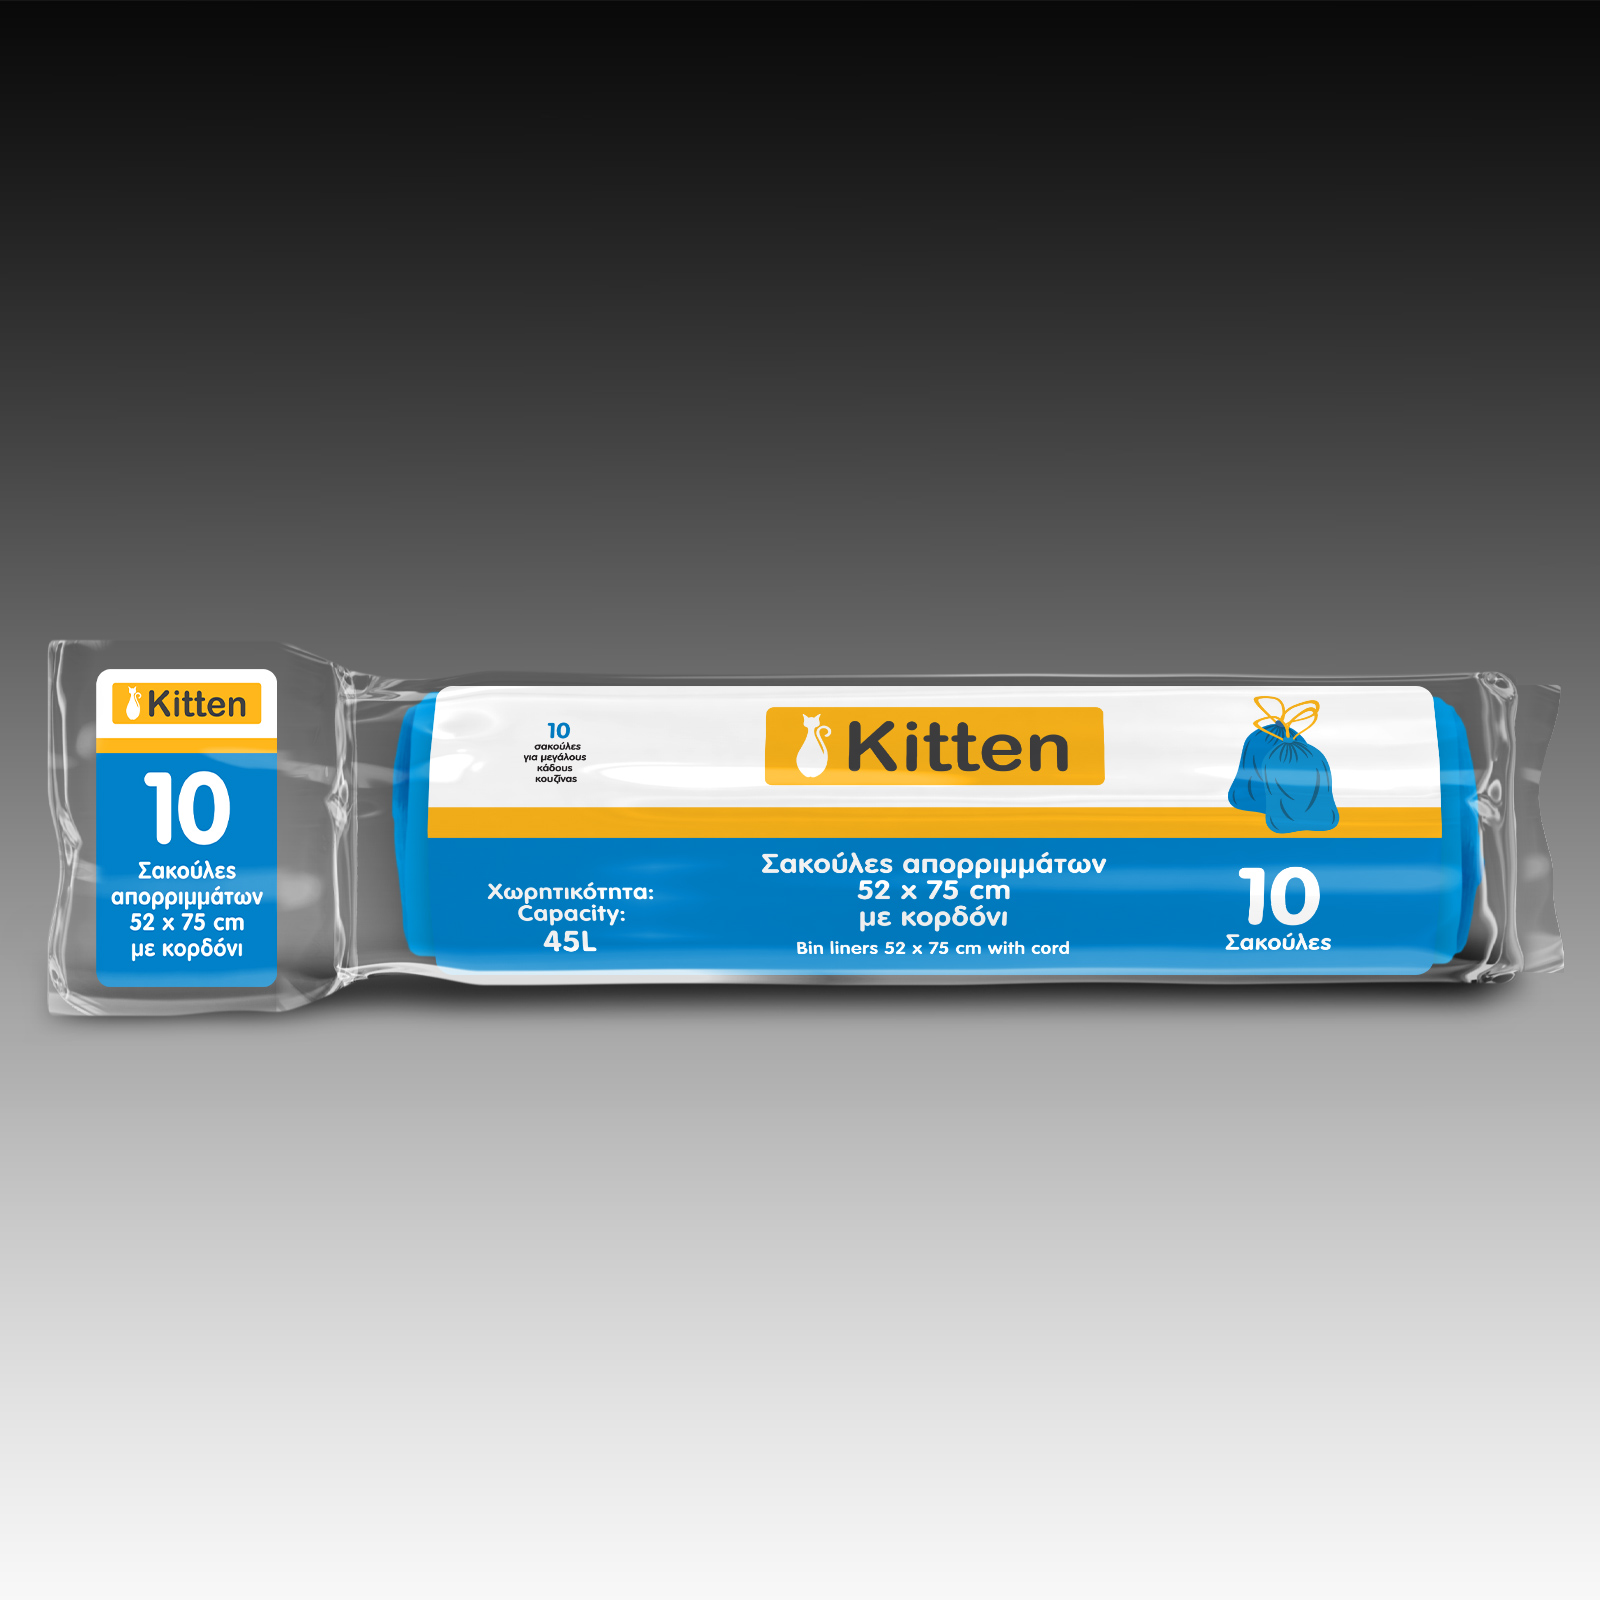 Kitten
10
Σακούλες
απορριμμάτων
52 x 75 cm
με κορδόνι
10
σακούλες
για μεγάλους
κάδους
κουζίνας
Kitten
Χωρητικότητα:
Capacity:
45L
Σακούλες απορριμμάτων
52 x 75 cm
με κορδόνι
Bin liners 52 x 75 cm with cord
10
Σακούλες